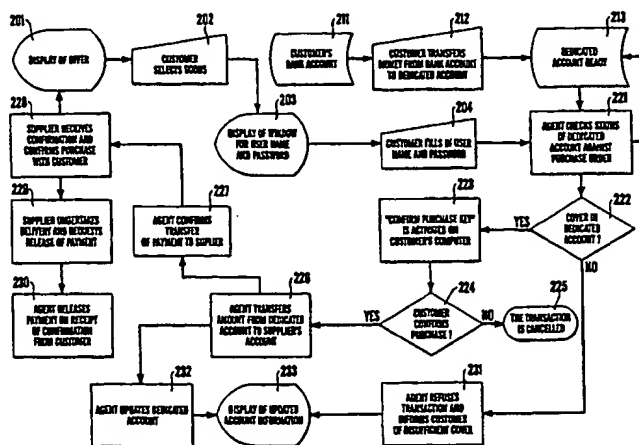 201
DISPLAY OF OFFER
202
CUSTOMER
SELECTS GOODS
211
CUSTOMER'S
BANK ACCOUNT
212
CUSTOMER TRANSFERS
MONEY FROM BANK ACCOUNT
TO DEDICATED ACCOUNT
213
DEDICATED
ACCOUNT READY
203
DISPLAY OF WINDOW
FOR USER NAME
AND PASSWORD
204
CUSTOMER FILLS IN USER
NAME AND PASSWORD
221
AGENT CHECKS STATUS
OF DEDICATED
ACCOUNT AGAINST
PURCHASE ORDER
228
SUPPLIER RECEIVES
CONFIRMATION AND
CONFIRMS PURCHASE
WITH CUSTOMER
227
AGENT CONFIRMS
TRANSFER
OF PAYMENT TO SUPLIER
223
"CONFIRM PURCHASE KEY"
IS ACTIVATED ON
CUSTOMER'S COMPUTER
YES
222
COVER IN
DEDICATED
ACCOUNT ?
NO
229
SUPPLIER UNDERTAKES
DELIVERY AND REQUESTS
RELEASE OF PAYMENT
230
AGENT RELEASES
PAYMENT ON RECEIPT
OF CONFIRMATION
FROM CUSTOMER
226
AGENT TRANSFERS
AMOUNT FROM DEDICATED
ACCOUNT TO SUPPLIER'S
ACCOUNT
YES
224
CUSTOMER
CONFIRMS
PURCHASE ?
NO
225
THE TRANSACTION
IS CANCELLED
232
AGENT UPDATES DEDICATED
ACCOUNT
233
DISPLAY OF UPDATED
ACCOUNT INFORMATION
231
AGENT REFUSES
TRANSACTION AND
INFORMS CUSTOMER
OF INSUFFICIENT COVER